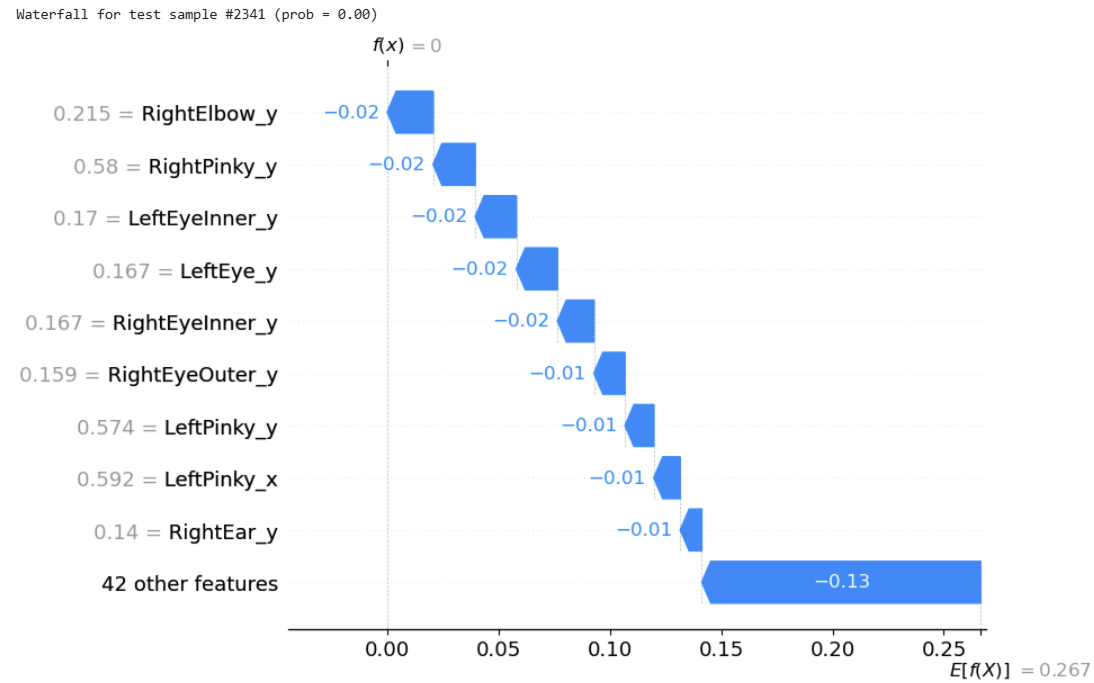 Waterfall for test sample #2341 (prob = 0.00)
f(x) = 0
0.215 = RightElbow_y −0.02
0.58 = RightPinky_y −0.02
0.17 = LeftEyeInner_y −0.02
0.167 = LeftEye_y −0.02
0.167 = RightEyeInner_y −0.02
0.159 = RightEyeOuter_y −0.01
0.574 = LeftPinky_y −0.01
0.592 = LeftPinky_x −0.01
0.14 = RightEar_y −0.01
42 other features −0.13
0.00 0.05 0.10 0.15 0.20 0.25
E[f(X)] = 0.267